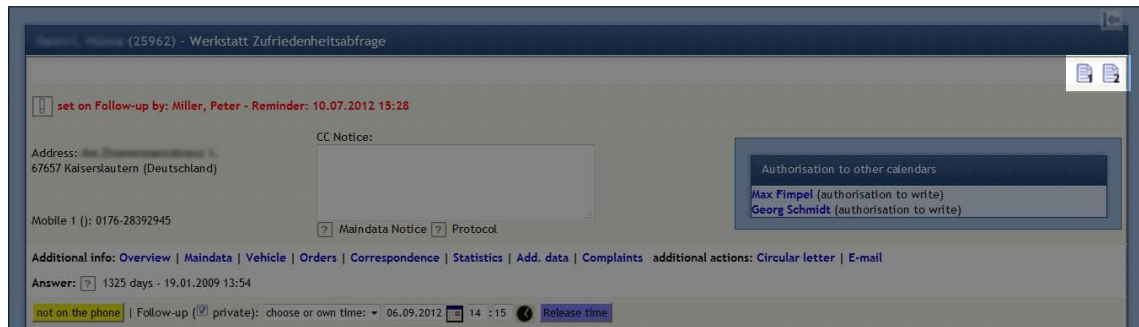 (25962) - Werkstatt Zufriedenheitsabfrage
1 2
set on Follow-up by: Miller, Peter - Reminder: 10.07.2012 15:28
CC Notice:
Address:
67657 Kaiserslautern (Deutschland)
Authorisation to other calendars
Max Fimpel (authorisation to write)
Georg Schmidt (authorisation to write)
Mobile 1 (): 0176-28392945
? Maindata Notice ? Protocol
Additional info: Overview | Maindata | Vehicle | Orders | Correspondence | Statistics | Add. data | Complaints additional actions: Circular letter | E-mail
Answer: ? 1325 days - 19.01.2009 13:54
not on the phone | Follow-up ( private): choose or own time: 06.09.2012 14 : 15 Release time